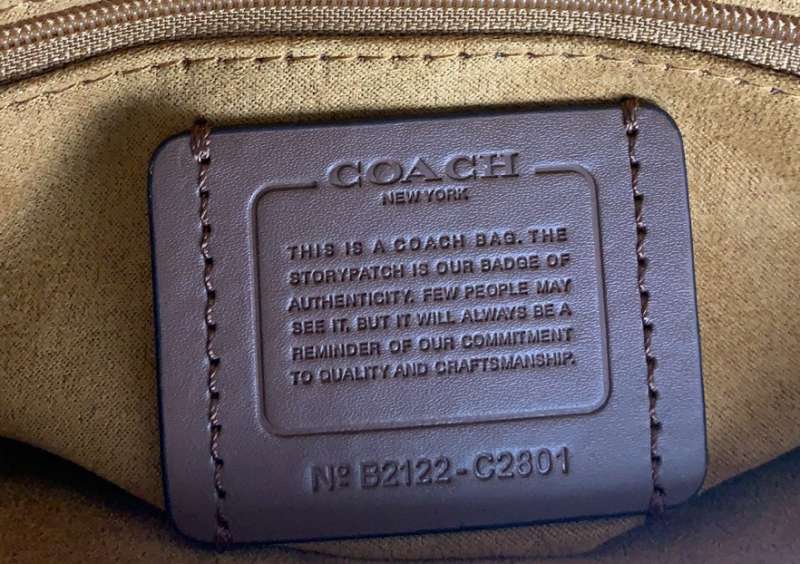 COACH
NEW YORK
THIS IS A COACH BAG. THE
STORYPATCH IS OUR BADGE OF
AUTHENTICITY. FEW PEOPLE MAY
SEE IT, BUT IT WILL ALWAYS BE A
REMINDER OF OUR COMMITMENT
TO QUALITY AND CRAFTSMANSHIP.
Nº B2122-C2801